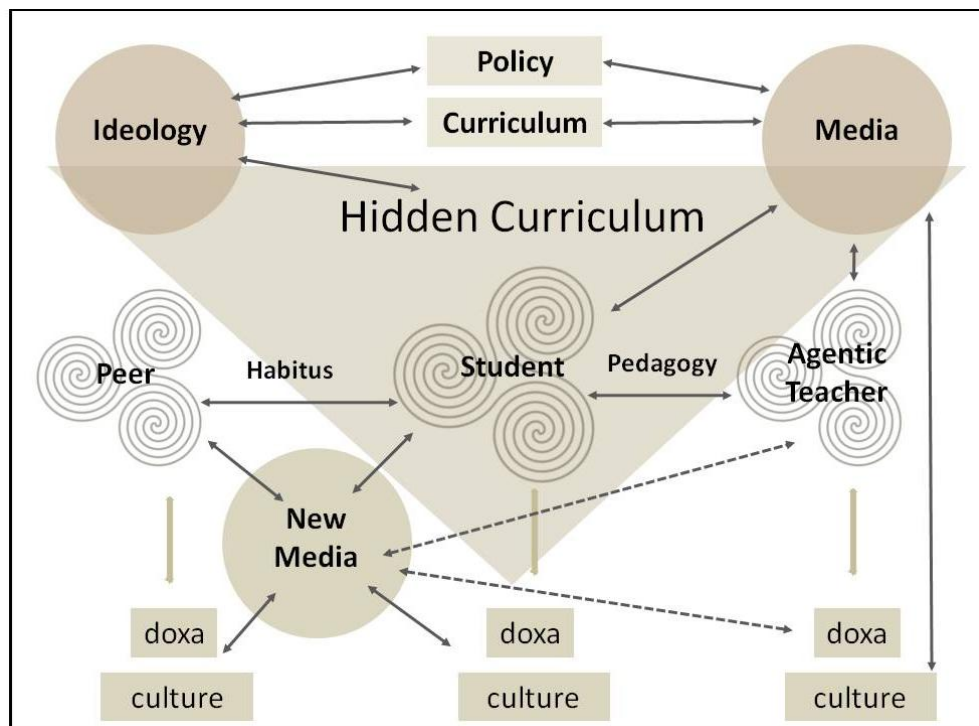 Policy
Ideology
Curriculum
Media
Hidden Curriculum
Peer
Habitus
Student
Pedagogy
Agentic
Teacher
New
Media
doxa
doxa
doxa
culture
culture
culture